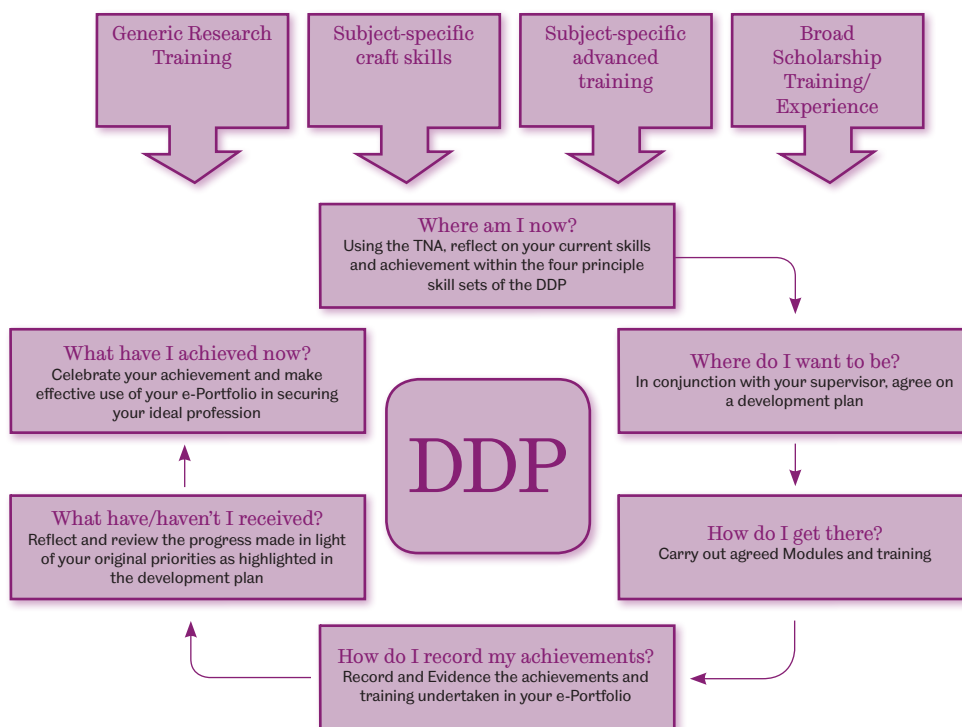 Generic Research
Training
Subject-specific
craft skills
Subject-specific
advanced
training
Broad
Scholarship
Training/
Experience
Where am I now?
Using the TNA, reflect on your current skills
and achievement within the four principle
skill sets of the DDP
Where do I want to be?
In conjunction with your supervisor, agree on
a development plan
How do I get there?
Carry out agreed Modules and training
How do I record my achievements?
Record and Evidence the achievements and
training undertaken in your e-Portfolio
What have/haven't I received?
Reflect and review the progress made in light
of your original priorities as highlighted in
the development plan
What have I achieved now?
Celebrate your achievement and make
effective use of your e-Portfolio in securing
your ideal profession
DDP